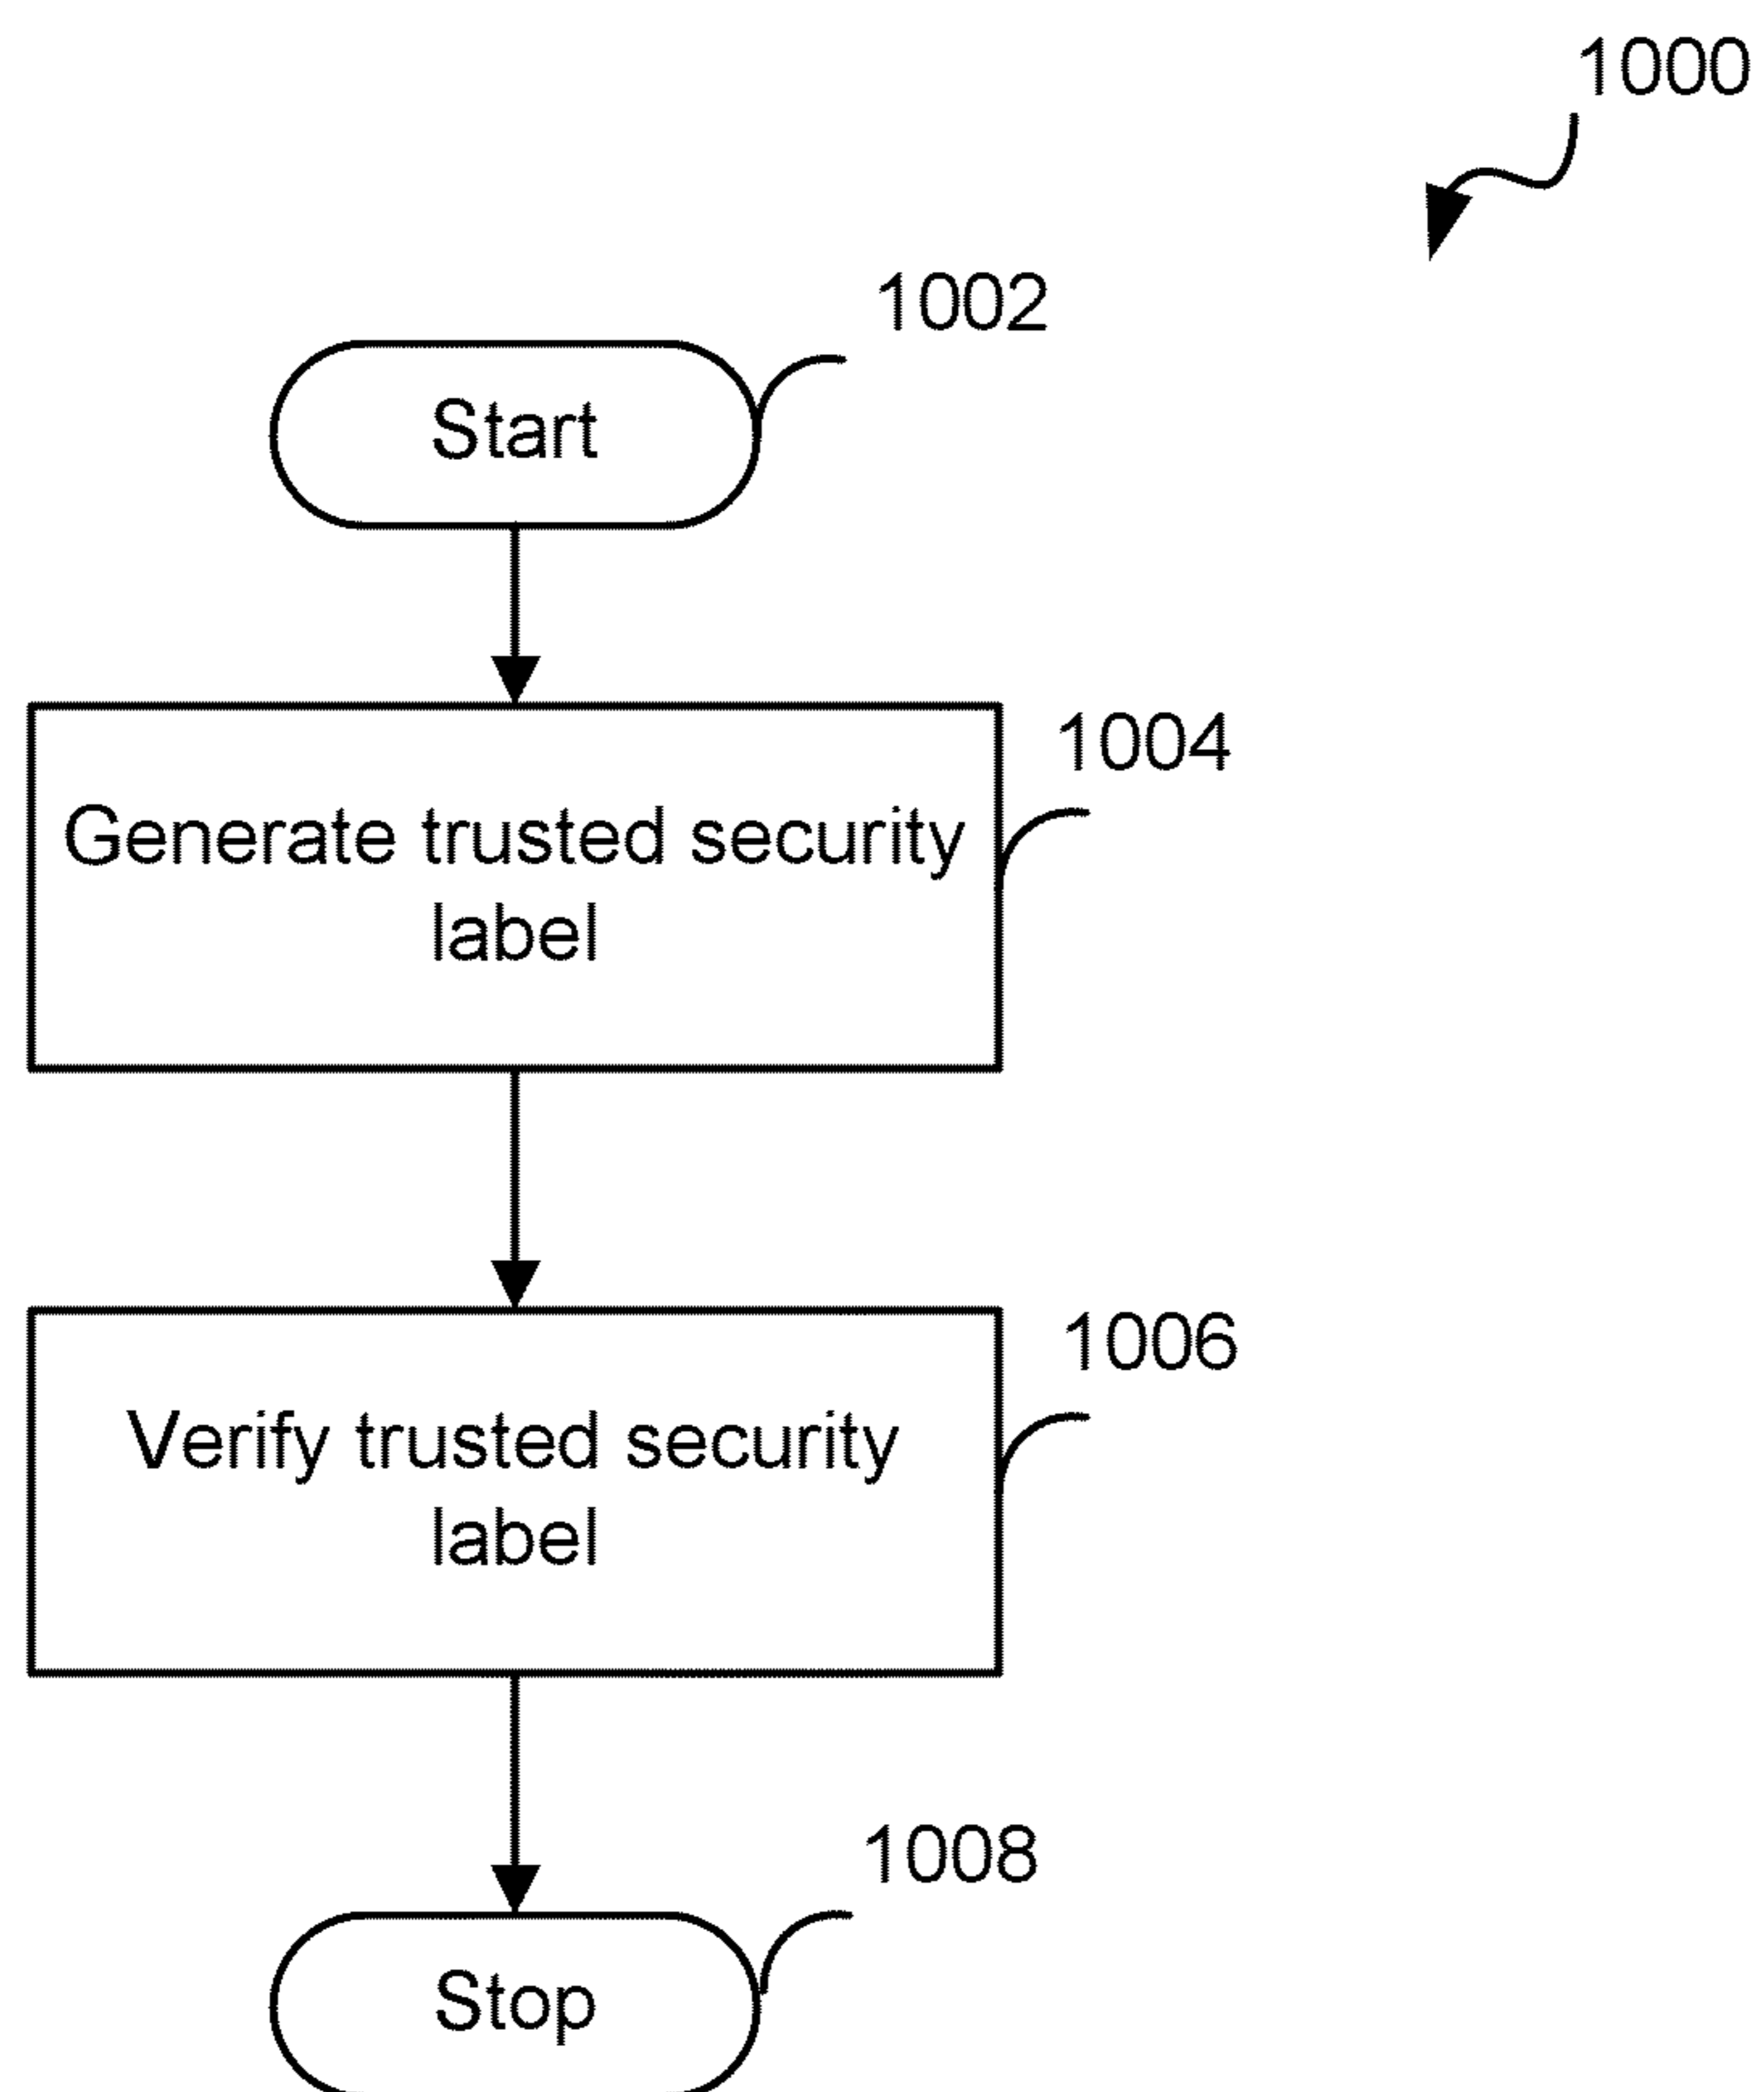 1000
1002
Start
1004
Generate trusted security
label
1006
Verify trusted security
label
1008
Stop